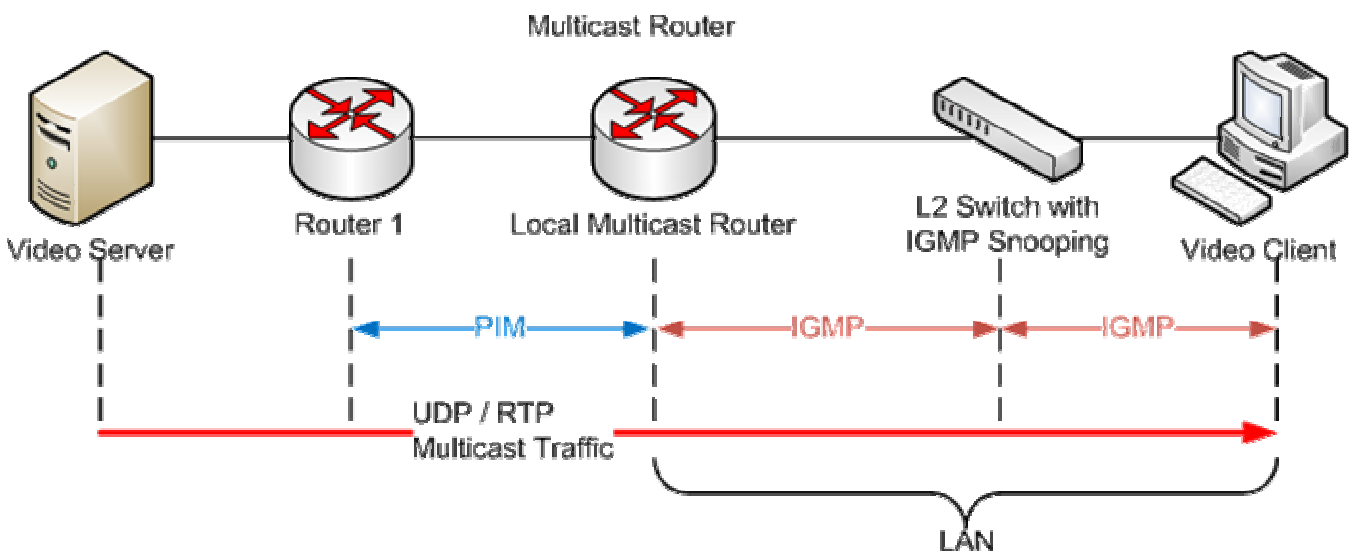 Multicast Router
Video Server
Router 1
Local Multicast Router
L2 Switch with
IGMP Snooping
Video Client
PIM
IGMP
IGMP
UDP / RTP
Multicast Traffic
LAN